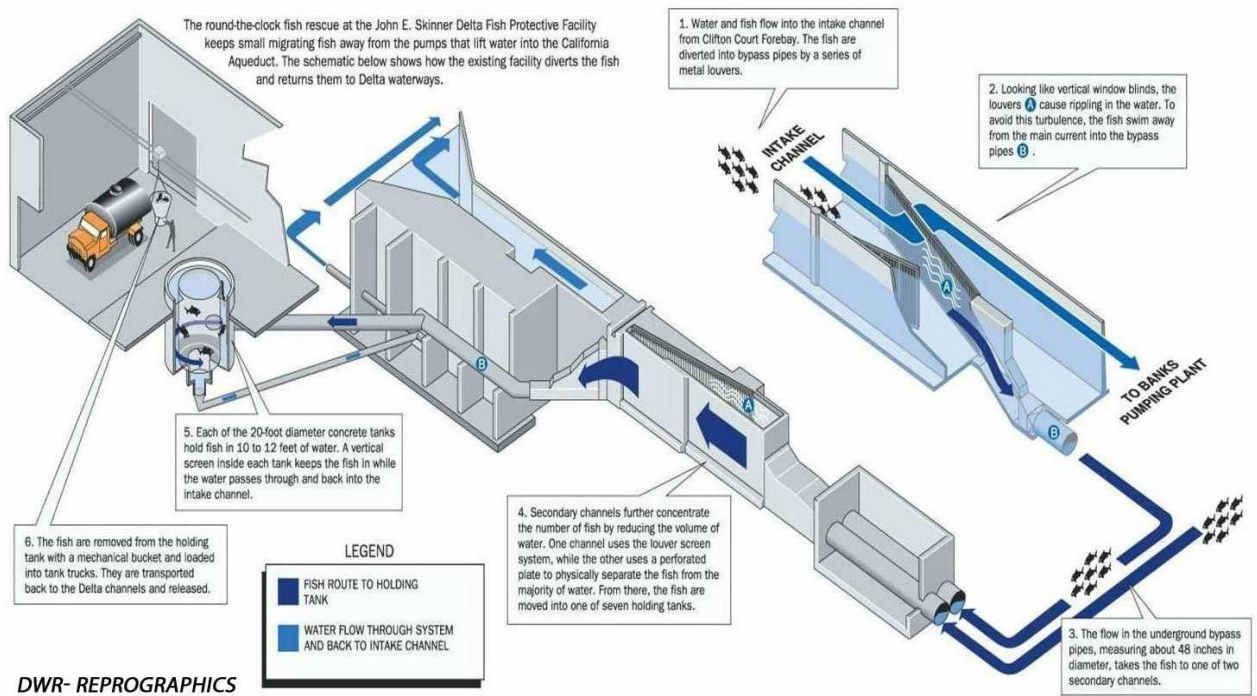 The round-the-clock fish rescue at the John E. Skinner Delta Fish Protective Facility
keeps small migrating fish away from the pumps that lift water into the California
Aqueduct. The schematic below shows how the existing facility diverts the fish
and returns them to Delta waterways.
1. Water and fish flow into the intake channel
from Clifton Court Forebay. The fish are
diverted into bypass pipes by a series of
metal louvers.
2. Looking like vertical window blinds, the
louvers A cause rippling in the water. To
avoid this turbulence, the fish swim away
from the main current into the bypass
pipes B .
INTAKE
CHANNEL
A
TO BANKS
PUMPING PLANT
B
B
A
5. Each of the 20-foot diameter concrete tanks
hold fish in 10 to 12 feet of water. A vertical
screen inside each tank keeps the fish in while
the water passes through and back into the
intake channel.
4. Secondary channels further concentrate
the number of fish by reducing the volume of
water. One channel uses the louver screen
system, while the other uses a perforated
plate to physically separate the fish from the
majority of water. From there, the fish are
moved into one of seven holding tanks.
6. The fish are removed from the holding
tank with a mechanical bucket and loaded
into tank trucks. They are transported
back to the Delta channels and released.
LEGEND
FISH ROUTE TO HOLDING
TANK
WATER FLOW THROUGH SYSTEM
AND BACK TO INTAKE CHANNEL
3. The flow in the underground bypass
pipes, measuring about 48 inches in
diameter, takes the fish to one of two
secondary channels.
DWR- REPROGRAPHICS